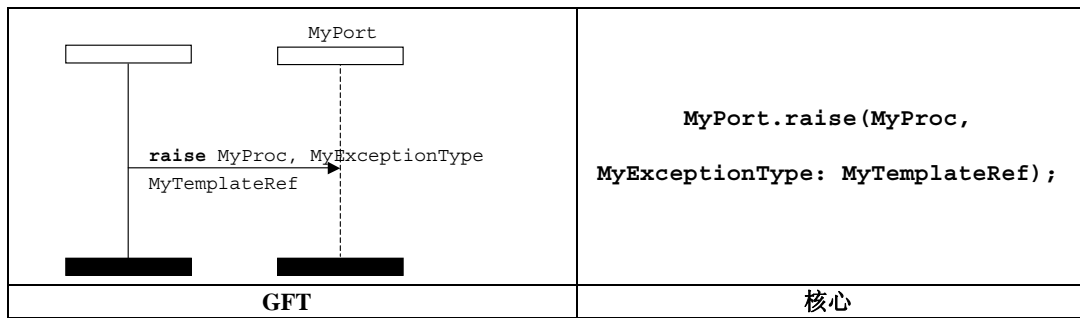 MyPort
raise MyProc, MyExceptionType
MyTemplateRef
MyPort.raise(MyProc,
MyExceptionType: MyTemplateRef);
GFT
核心